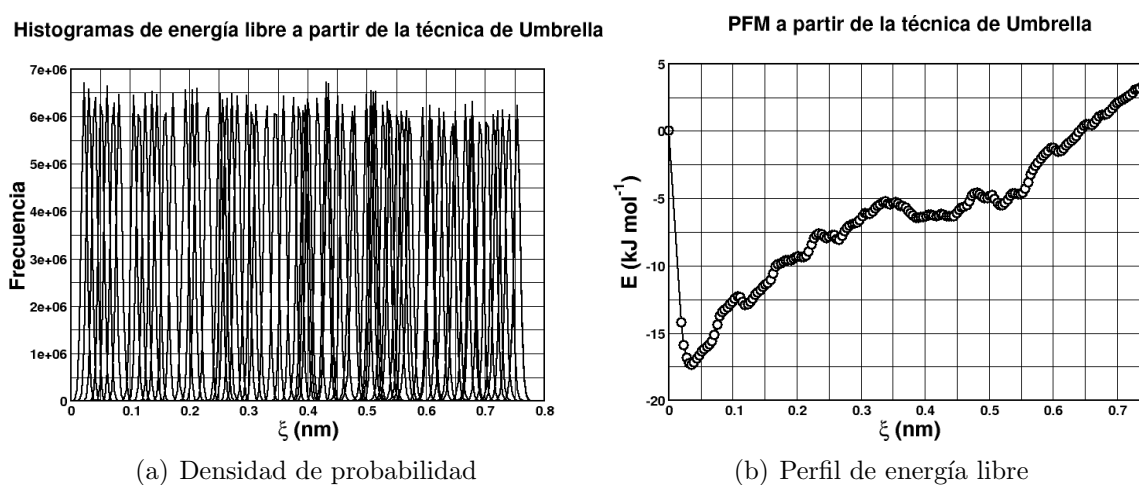 Histogramas de energía libre a partir de la técnica de Umbrella
7e+06
6e+06
5e+06
4e+06
3e+06
2e+06
1e+06
0
Frecuencia
0 0.1 0.2 0.3 0.4 0.5 0.6 0.7 0.8
ξ (nm)
(a) Densidad de probabilidad
PFM a partir de la técnica de Umbrella
5
0
-5
-10
-15
-20
E (kJ mol⁻¹)
0 0.1 0.2 0.3 0.4 0.5 0.6 0.7
ξ (nm)
(b) Perfil de energía libre